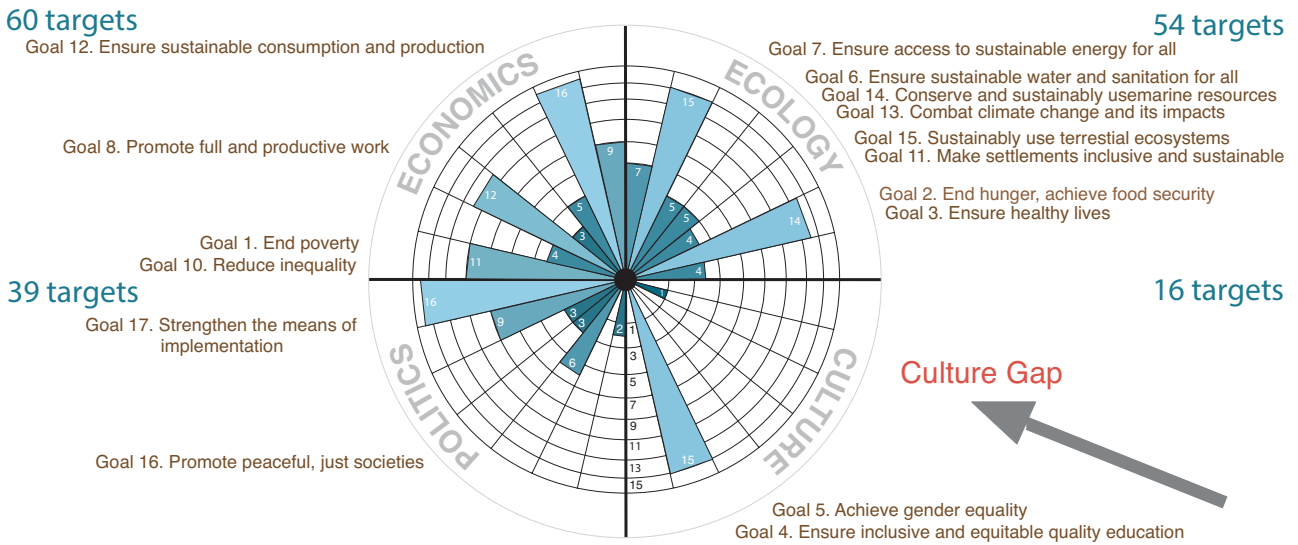 60 targets
Goal 12. Ensure sustainable consumption and production
Goal 8. Promote full and productive work
Goal 1. End poverty
Goal 10. Reduce inequality
39 targets
Goal 17. Strengthen the means of
implementation
Goal 16. Promote peaceful, just societies
ECONOMICS
ECOLOGY
POLITICS
CULTURE
16
9
5
12
3
4
11
7
15
5
5
14
4
4
16
9
3
3
6
2
1
15
1
3
5
7
9
11
13
15
54 targets
Goal 7. Ensure access to sustainable energy for all
Goal 6. Ensure sustainable water and sanitation for all
Goal 14. Conserve and sustainably usemarine resources
Goal 13. Combat climate change and its impacts
Goal 15. Sustainably use terrestial ecosystems
Goal 11. Make settlements inclusive and sustainable
Goal 2. End hunger, achieve food security
Goal 3. Ensure healthy lives
16 targets
Culture Gap
Goal 5. Achieve gender equality
Goal 4. Ensure inclusive and equitable quality education